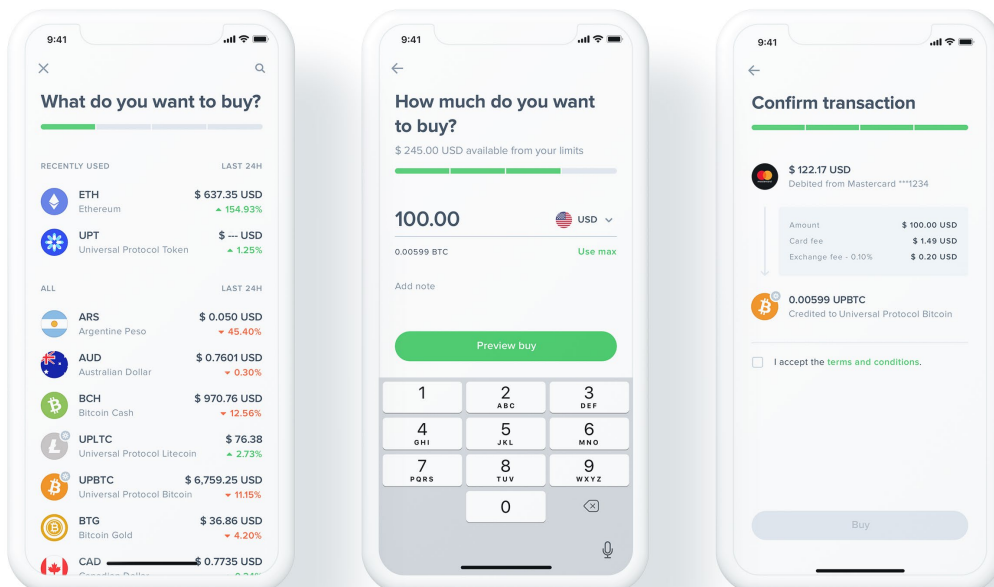 9:41
What do you want to buy?
RECENTLY USED LAST 24H
ETH $ 637.35 USD
Ethereum 154.93%
UPT $ --- USD
Universal Protocol Token 1.25%
ALL LAST 24H
ARS $ 0.050 USD
Argentine Peso 45.40%
AUD $ 0.7601 USD
Australian Dollar 0.30%
BCH $ 970.76 USD
Bitcoin Cash 12.56%
UPLTC $ 76.38
Universal Protocol Litecoin 2.73%
UPBTC $ 6,759.25 USD
Universal Protocol Bitcoin 11.15%
BTG $ 36.86 USD
Bitcoin Gold 4.20%
CAD $ 0.7735 USD
9:41
How much do you want
to buy?
$ 245.00 USD available from your limits
100.00 USD
0.00599 BTC Use max
Add note
Preview buy
1 2 3
ABC DEF
4 5 6
GHI JKL MNO
7 8 9
PQRS TUV WXYZ
0
9:41
Confirm transaction
$ 122.17 USD
Debited from Mastercard ***1234
Amount $ 100.00 USD
Card fee $ 1.49 USD
Exchange fee - 0.10% $ 0.20 USD
0.00599 UPBTC
Credited to Universal Protocol Bitcoin
I accept the terms and conditions.
Buy